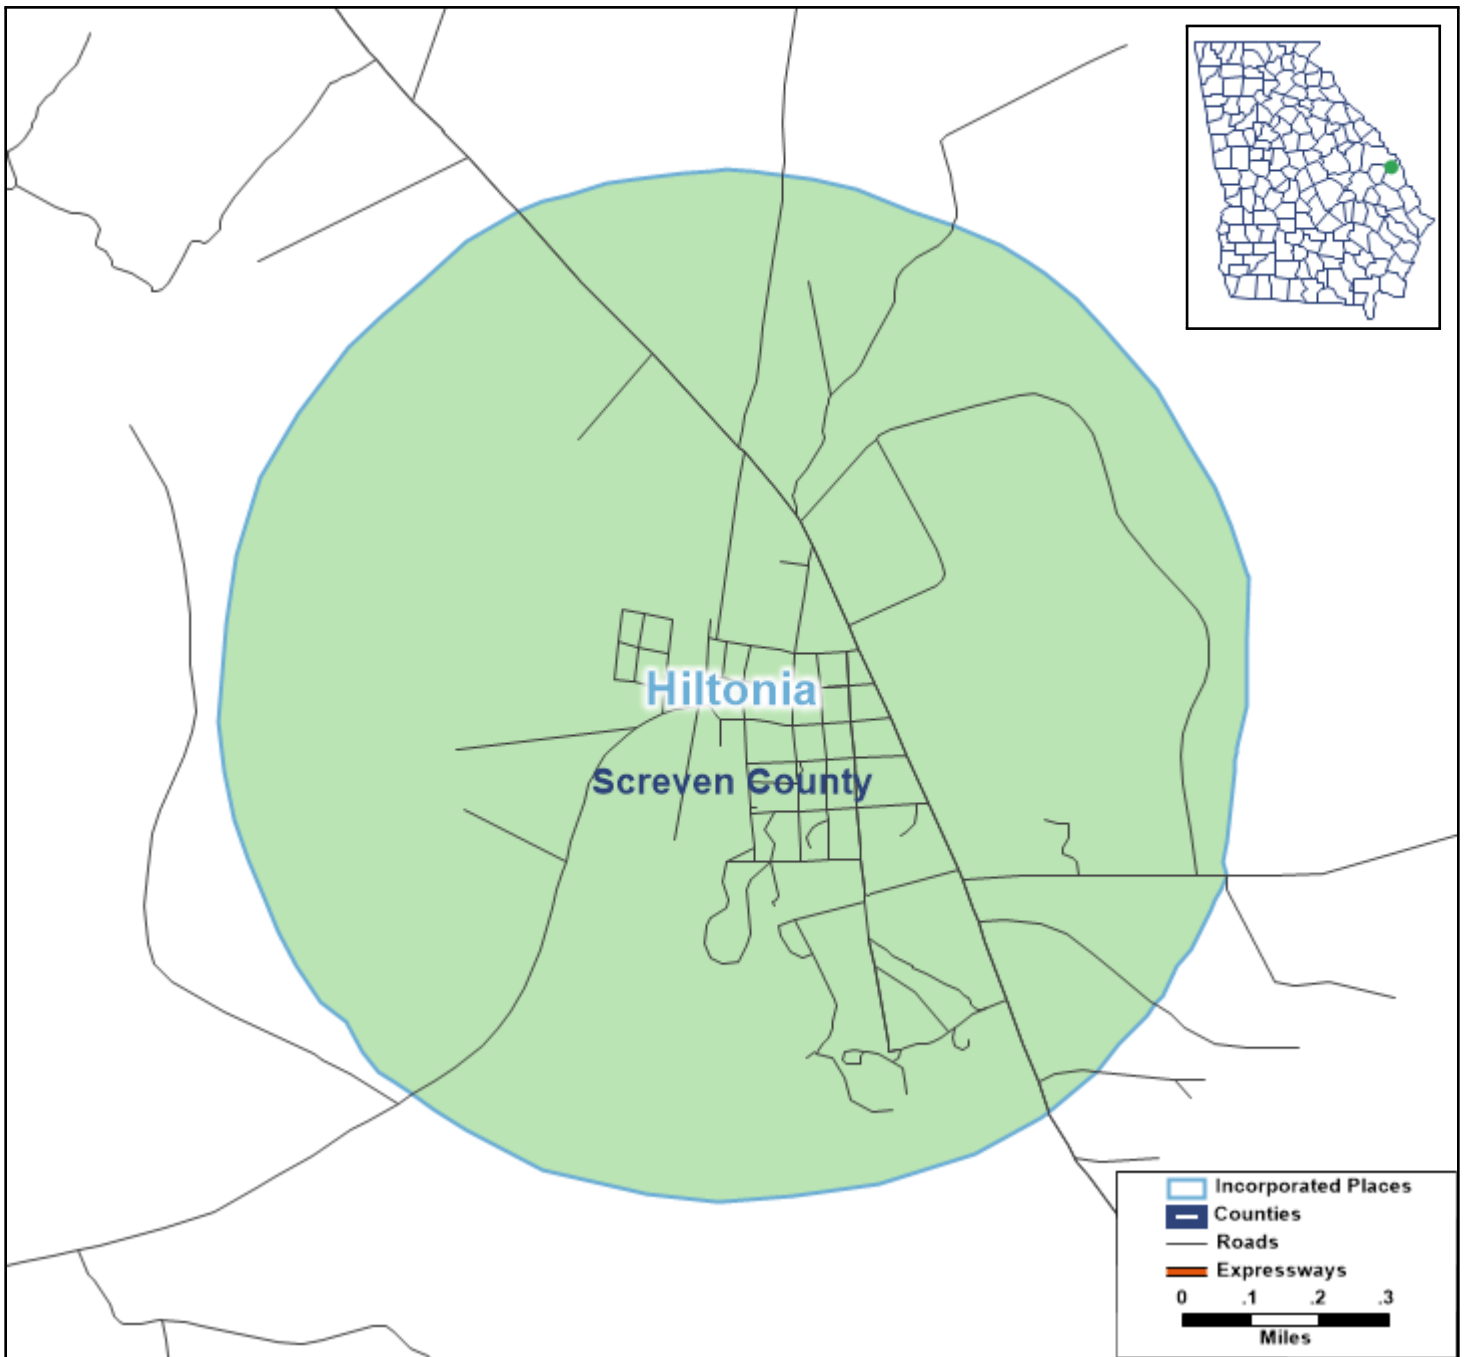 Hiltonia
Screven County
Incorporated Places
Counties
Roads
Expressways
0 .1 .2 .3
Miles